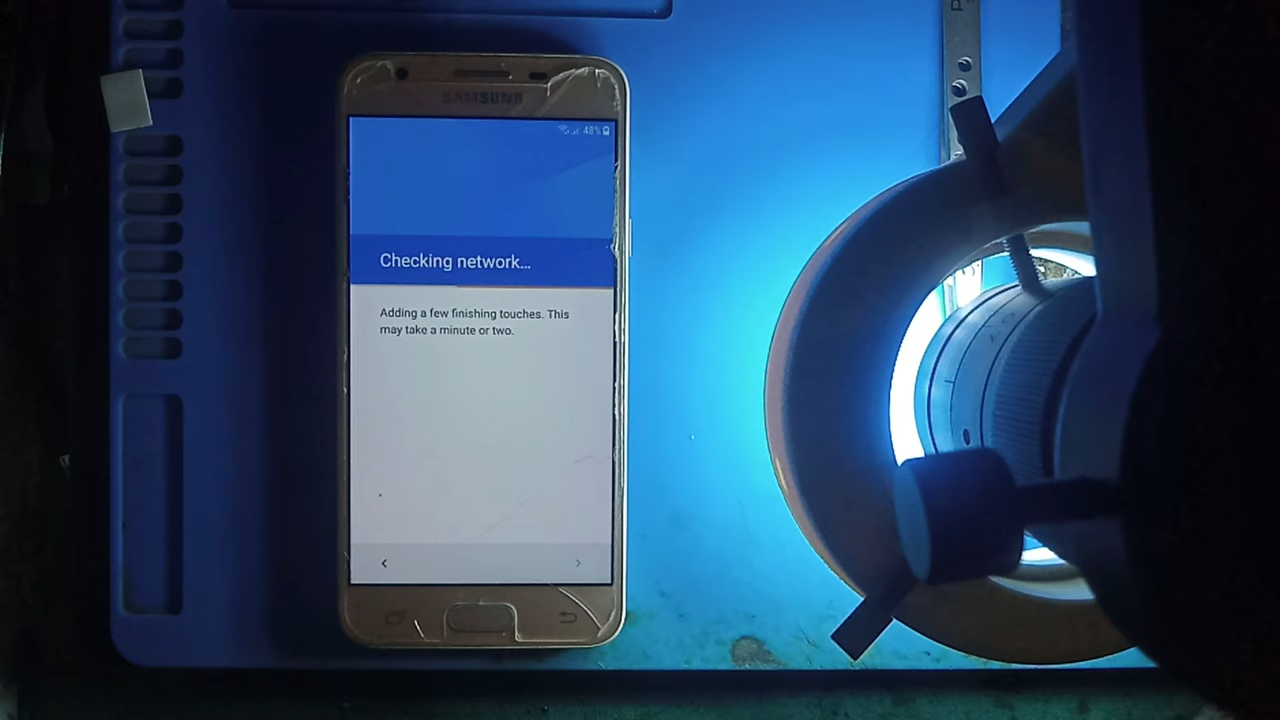 SAMSUNG
48%
Checking network...
Adding a few finishing touches. This
may take a minute or two.